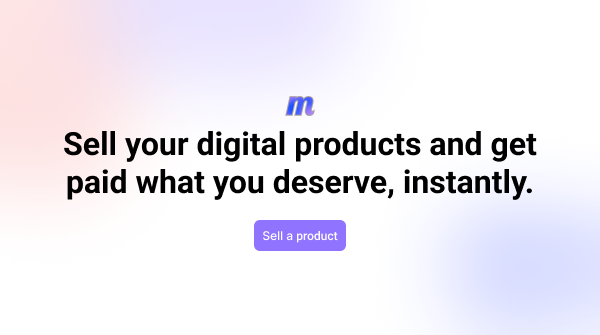 m
Sell your digital products and get
paid what you deserve, instantly.
Sell a product